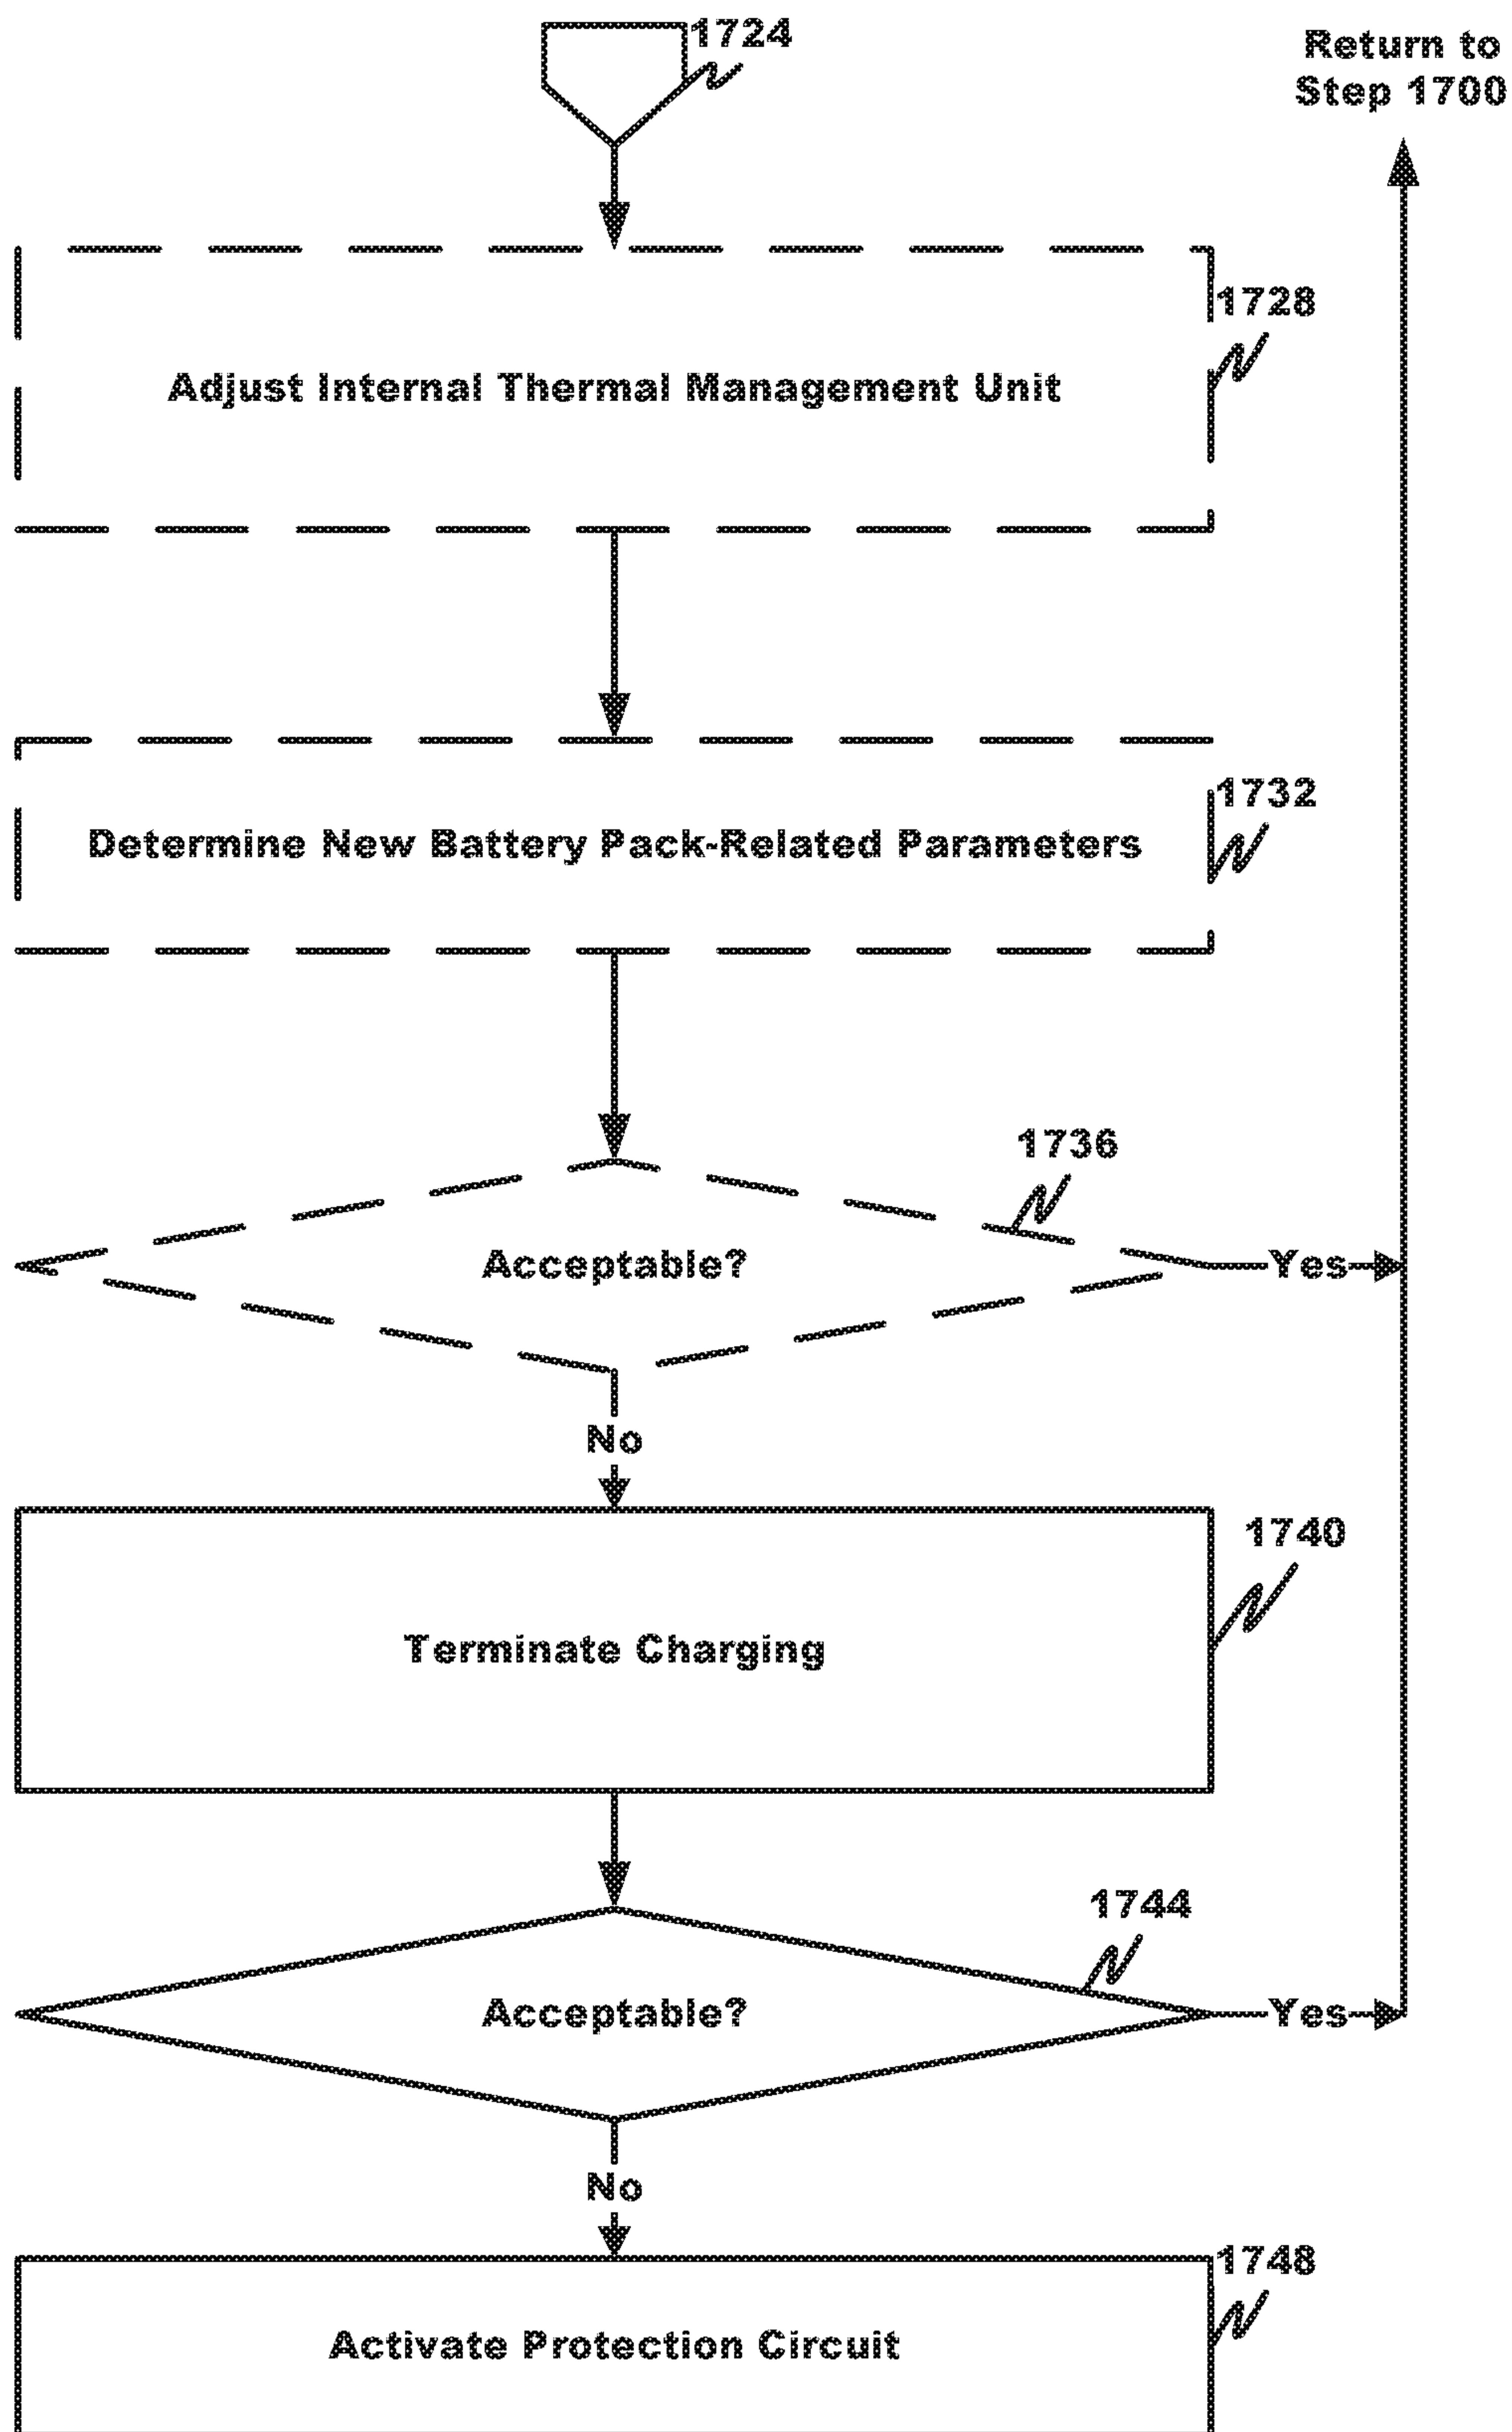 1724
Return to
Step 1700
1728
Adjust Internal Thermal Management Unit
1732
Determine New Battery Pack-Related Parameters
1736
Acceptable?
Yes
No
1740
Terminate Charging
1744
Acceptable?
Yes
No
1748
Activate Protection Circuit